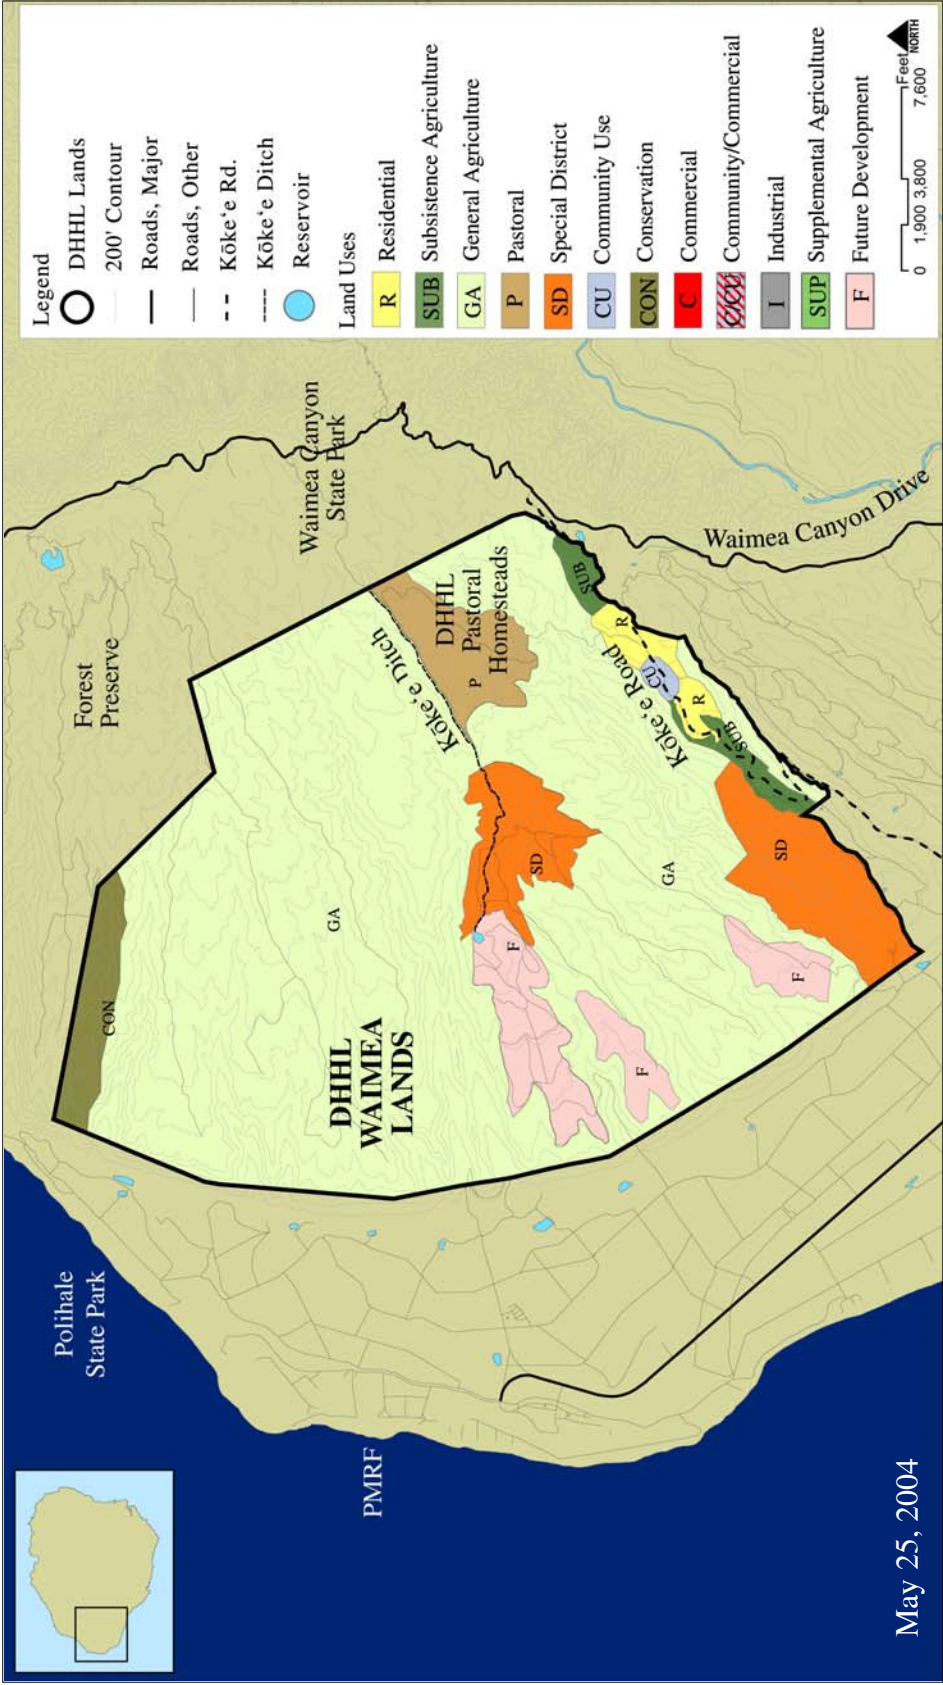 Legend
DHHL Lands
200' Contour
Roads, Major
Roads, Other
Kōke‘e Rd.
Kōke‘e Ditch
Reservoir
Land Uses
R Residential
SUB Subsistence Agriculture
GA General Agriculture
P Pastoral
SD Special District
CU Community Use
CON Conservation
C Commercial
C/CU Community/Commercial
I Industrial
SUP Supplemental Agriculture
F Future Development
Feet
0 1,900 3,800 7,600
NORTH
Polihale
State Park
PMRF
Forest
Preserve
Waimea Canyon
State Park
Waimea Canyon Drive
CON
GA
DHHL
WAIMEA
LANDS
Kōke‘e Ditch
P
DHHL
Pastoral
Homesteads
SD
F
F
F
GA
SD
Kōke‘e Road
SUB
R
CU
R
SUB
May 25, 2004